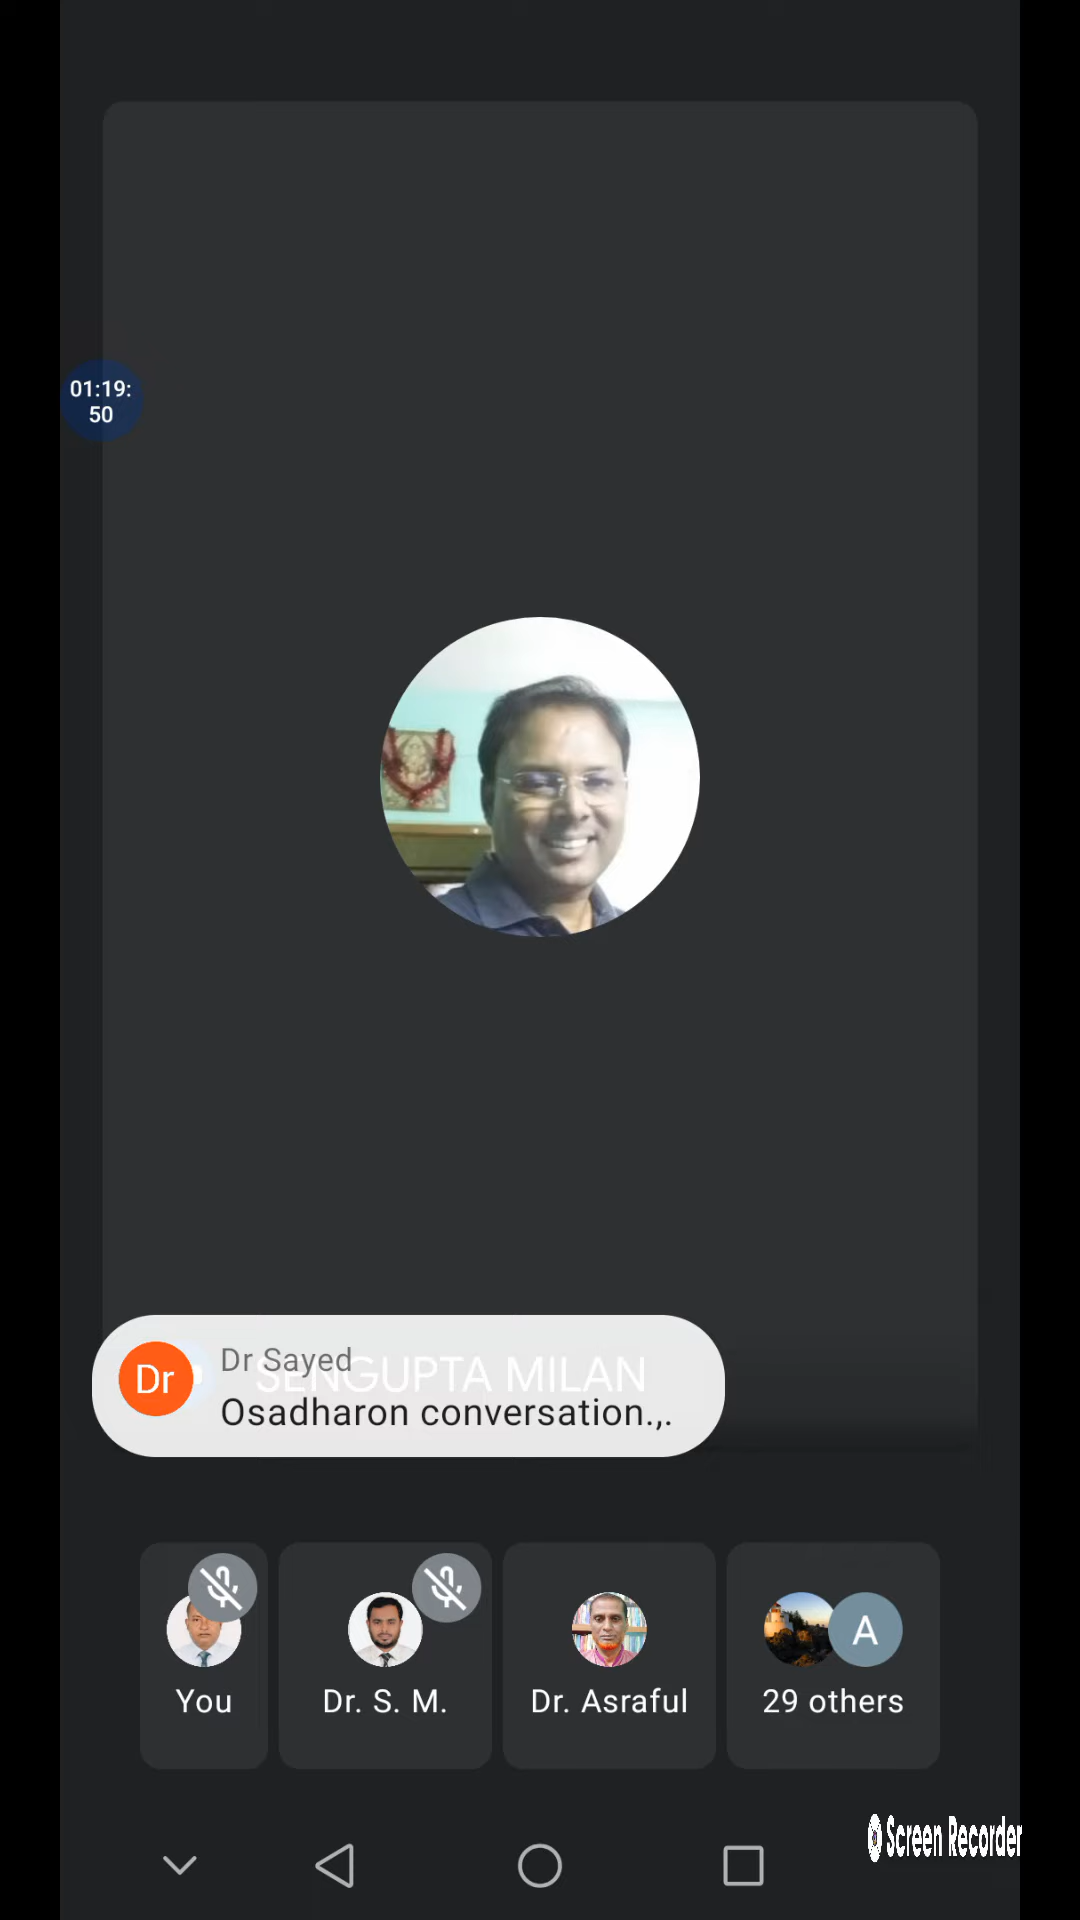 01:19:
50
SENGUPTA MILAN
Dr
Dr Sayed
Osadharon conversation.,.
You
Dr. S. M.
Dr. Asraful
A
29 others
Screen Recorder